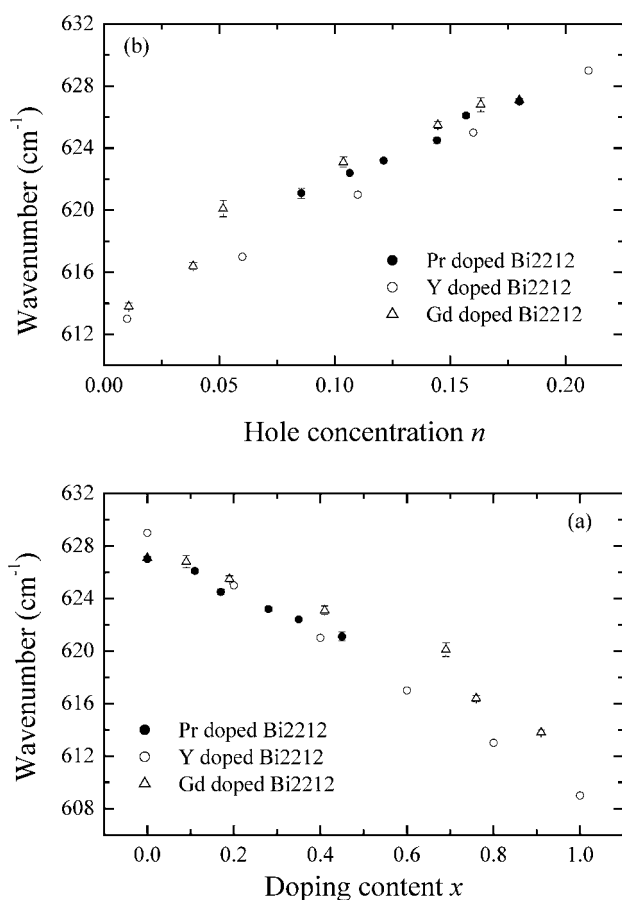 632
(b)
628
624
620
616
612
Wavenumber (cm⁻¹)
Pr doped Bi2212
Y doped Bi2212
Gd doped Bi2212
0.00 0.05 0.10 0.15 0.20
Hole concentration n
632
(a)
628
624
620
616
612
608
Wavenumber (cm⁻¹)
Pr doped Bi2212
Y doped Bi2212
Gd doped Bi2212
0.0 0.2 0.4 0.6 0.8 1.0
Doping content x